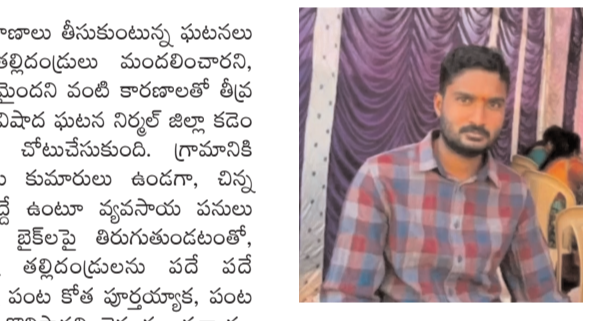 తీసుకుంటున్న ఘటనలు
తల్లిదండ్రులు మందలించారని,
వంటి కారణాలతో తీవ్ర
విషాద ఘటన నిర్మల్ జిల్లా కడెం
చోటుచేసుకుంది. గ్రామానికి
కుమారులు ఉండగా, చిన్న
ఉంటూ వ్యవసాయ పనులు
బైక్‌లపై తిరుగుతుండటంతో,
తల్లిదండ్రులను పదే పదే
పంట కోత పూర్తయ్యాక, పంట